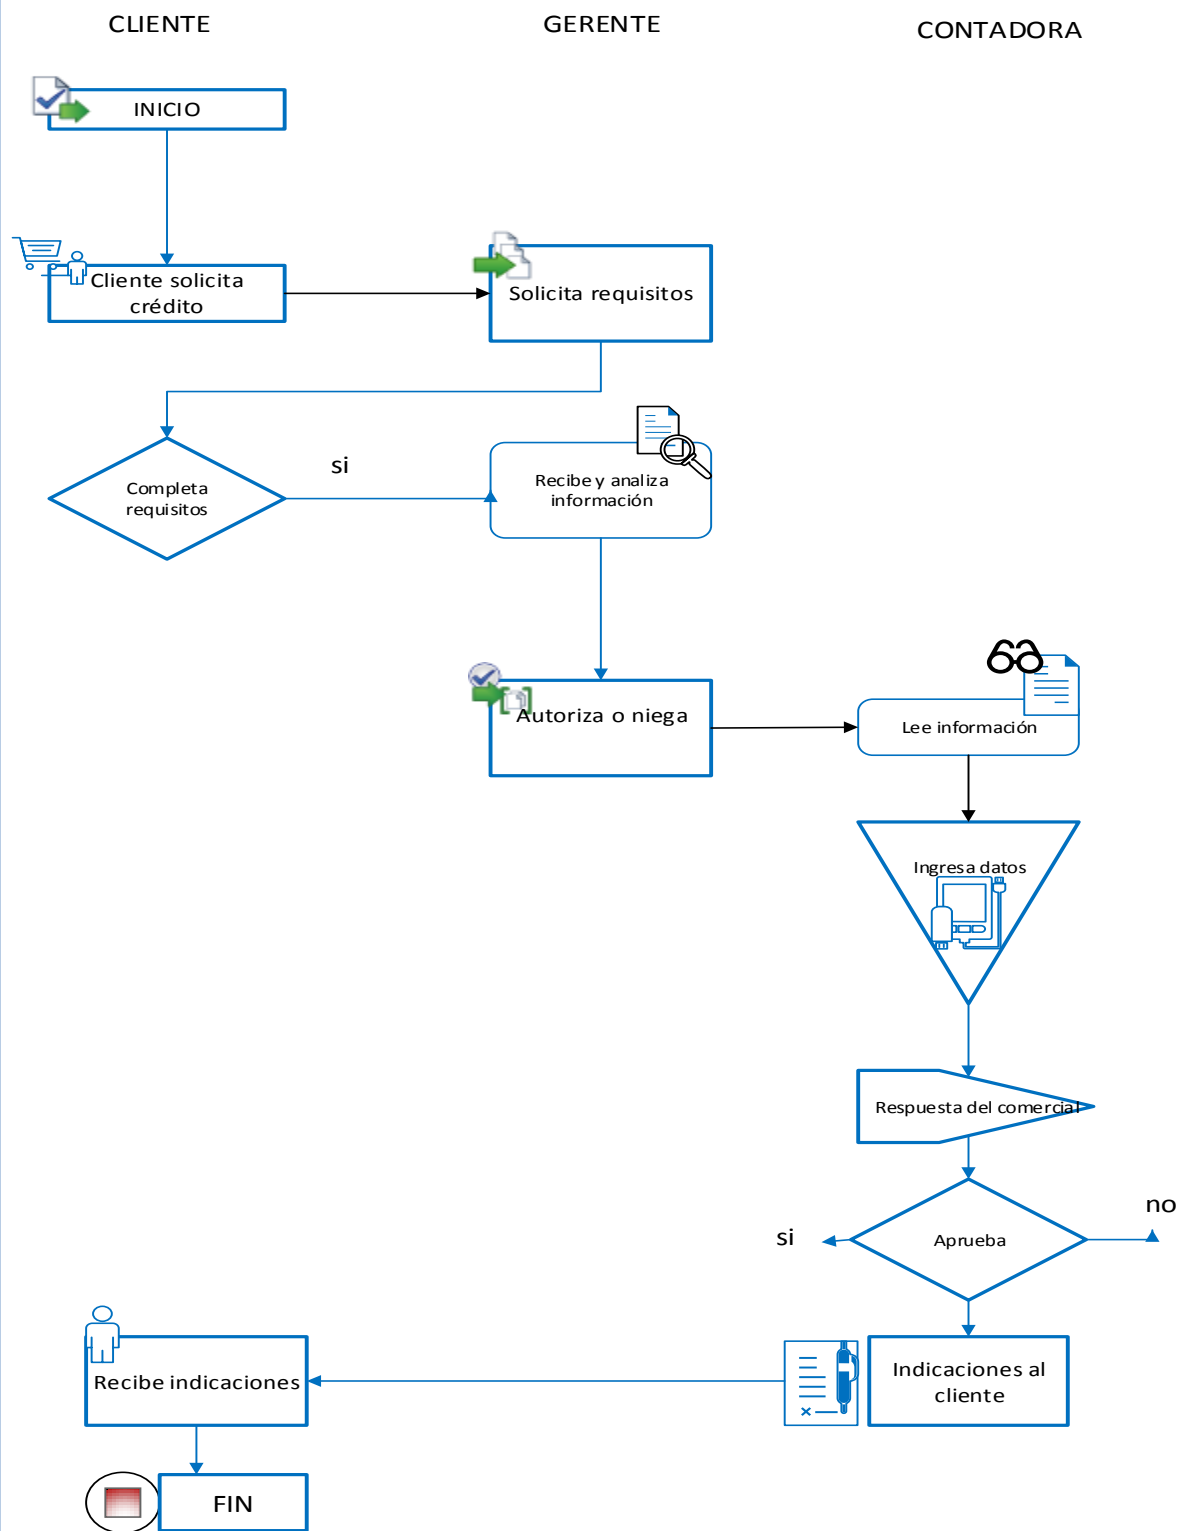 CLIENTE
GERENTE
CONTADORA
INICIO
Cliente solicita
crédito
Solicita requisitos
Completa
requisitos
si
Recibe y analiza
información
Autoriza o niega
Lee información
Ingresa datos
Respuesta del comercial
si
Aprueba
no
Recibe indicaciones
Indicaciones al
cliente
FIN